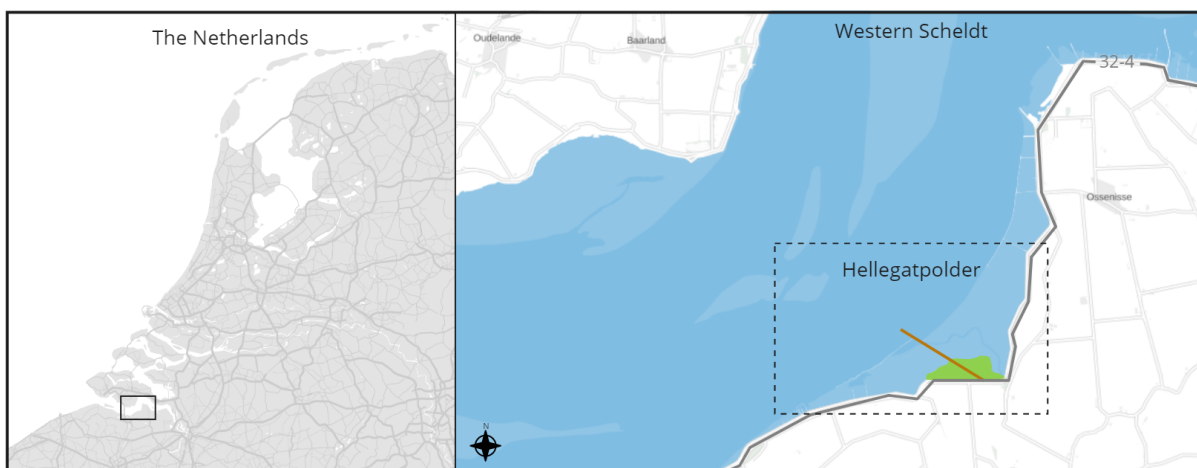 The Netherlands
Western Scheldt
Oudelande
Baarland
32-4
Ossenisse
Hellegatpolder
N